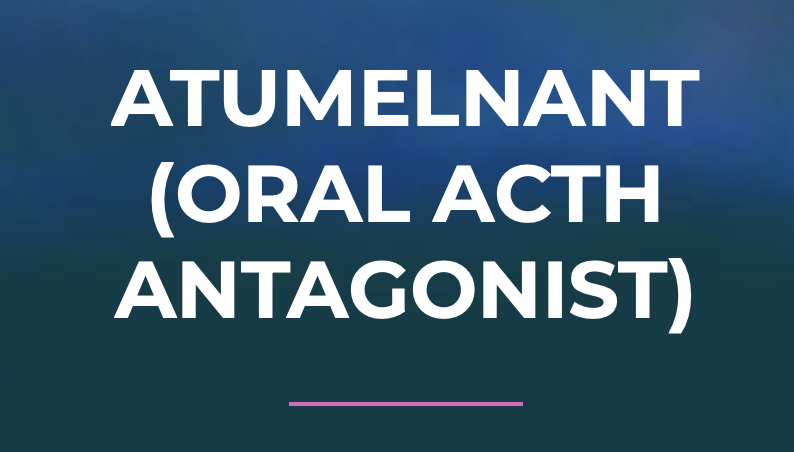 ATUMELNANT
(ORAL ACTH
ANTAGONIST)